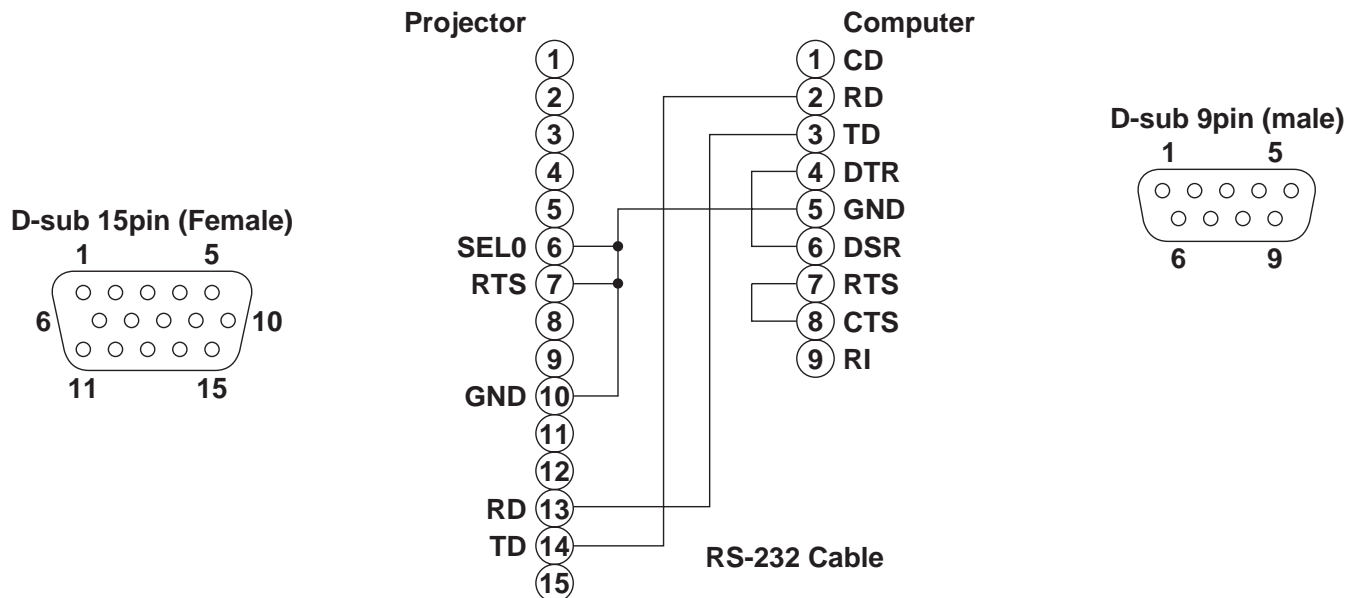 Projector
1
2
3
4
5
SEL0 6
RTS 7
8
9
GND 10
11
12
RD 13
TD 14
15
Computer
1 CD
2 RD
3 TD
4 DTR
5 GND
6 DSR
7 RTS
8 CTS
9 RI
RS-232 Cable
D-sub 15pin (Female)
1 5
6 10
11 15
D-sub 9pin (male)
1 5
6 9